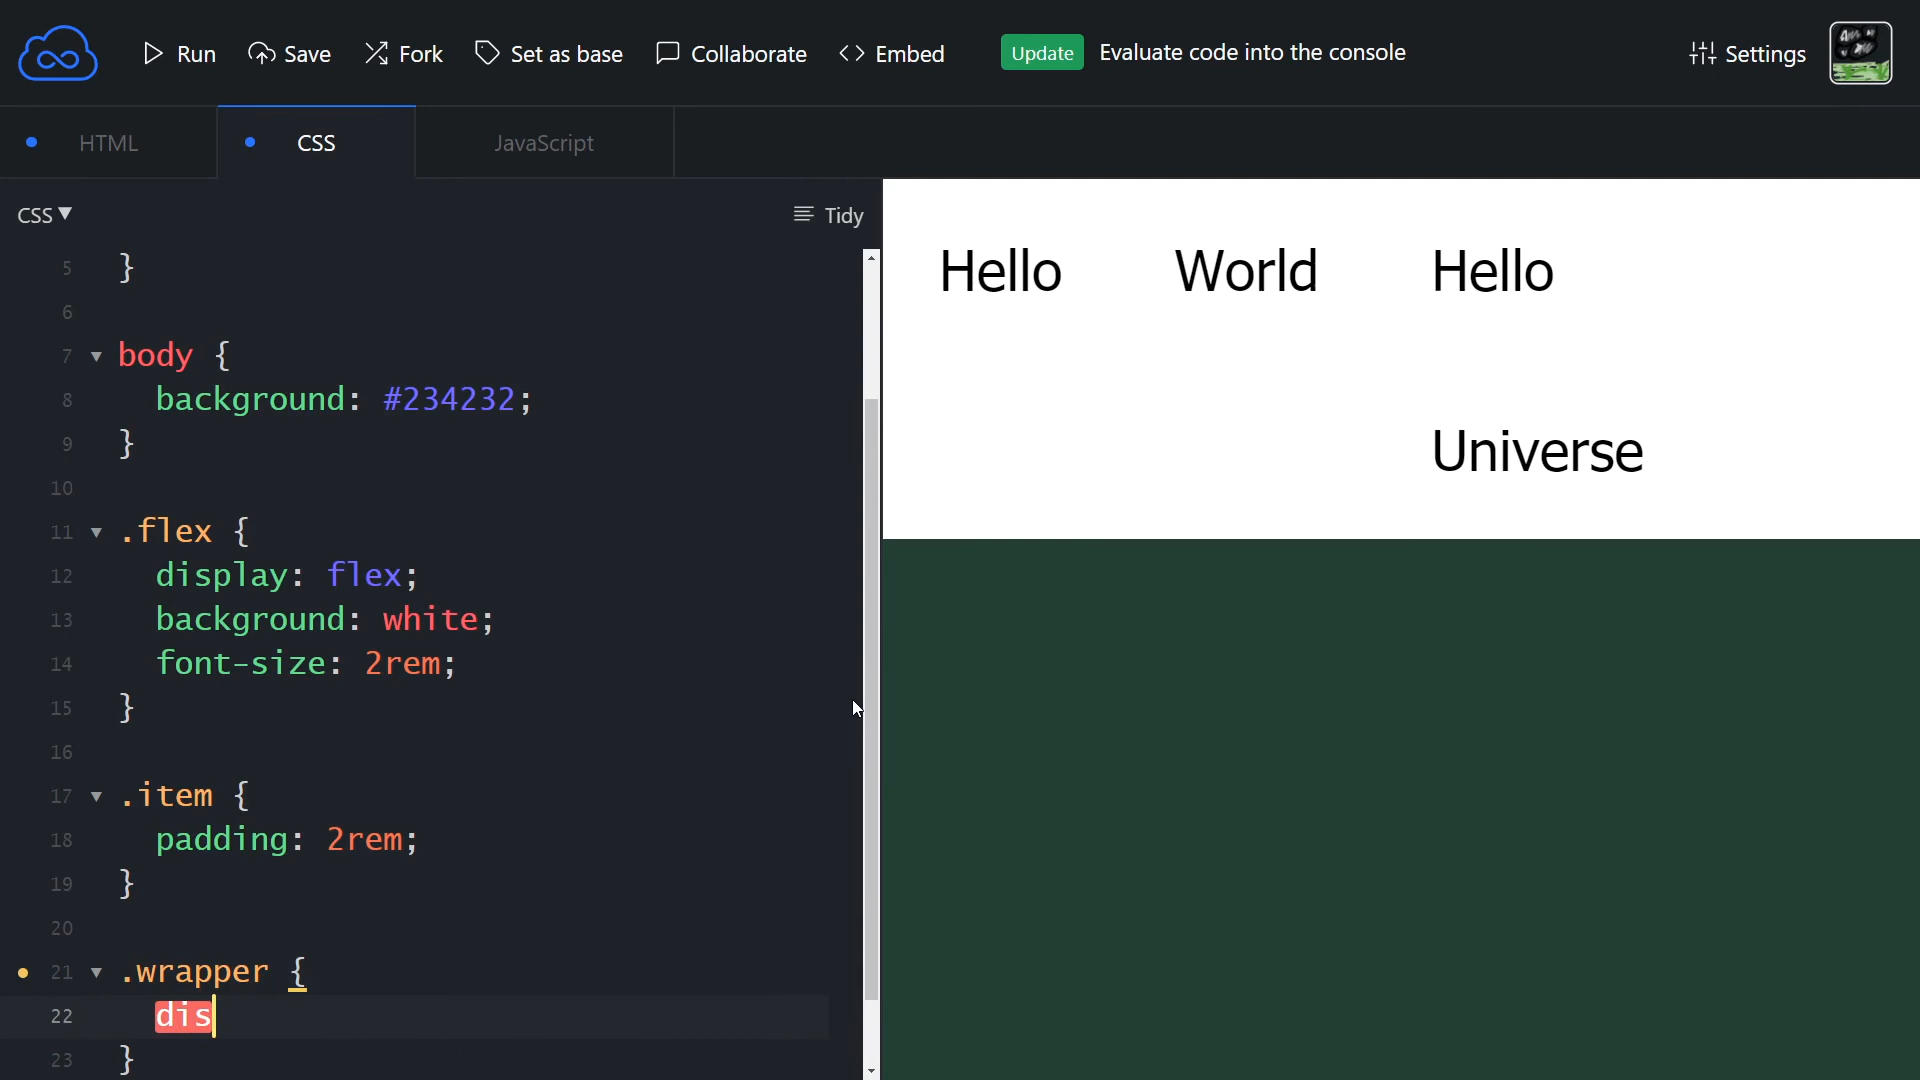 Run Save Fork Set as base Collaborate <> Embed Update Evaluate code into the console Settings
HTML CSS JavaScript
CSS▼ Tidy
5 }
6
7 ▼ body {
8 background: #234232;
9 }
10
11 ▼ .flex {
12 display: flex;
13 background: white;
14 font-size: 2rem;
15 }
16
17 ▼ .item {
18 padding: 2rem;
19 }
20
21 ▼ .wrapper {
22 dis
23 }
Hello World Hello
Universe